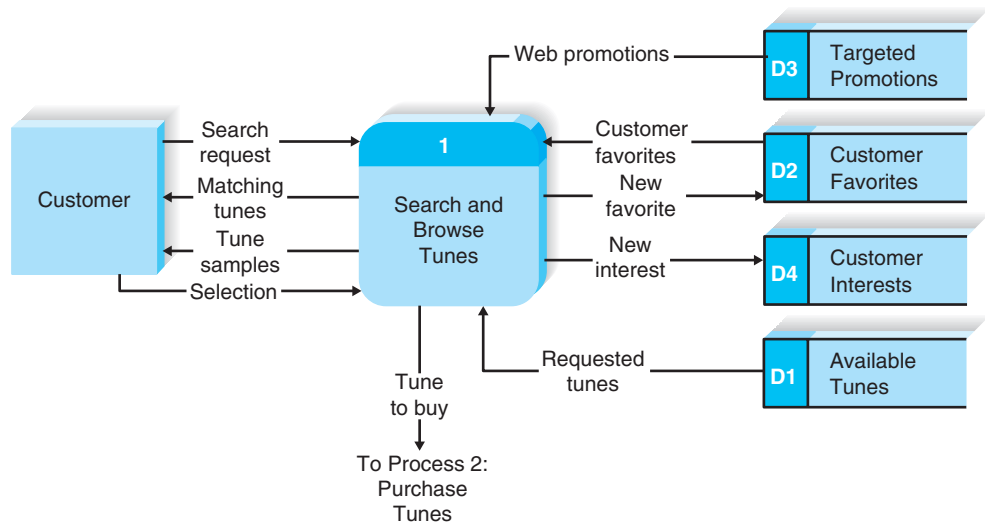 Web promotions
D3
Targeted
Promotions
Customer
Search
request
Matching
tunes
Tune
samples
Selection
1
Search and
Browse
Tunes
Customer
favorites
New
favorite
D2
Customer
Favorites
New
interest
D4
Customer
Interests
Requested
tunes
D1
Available
Tunes
Tune
to buy
To Process 2:
Purchase
Tunes